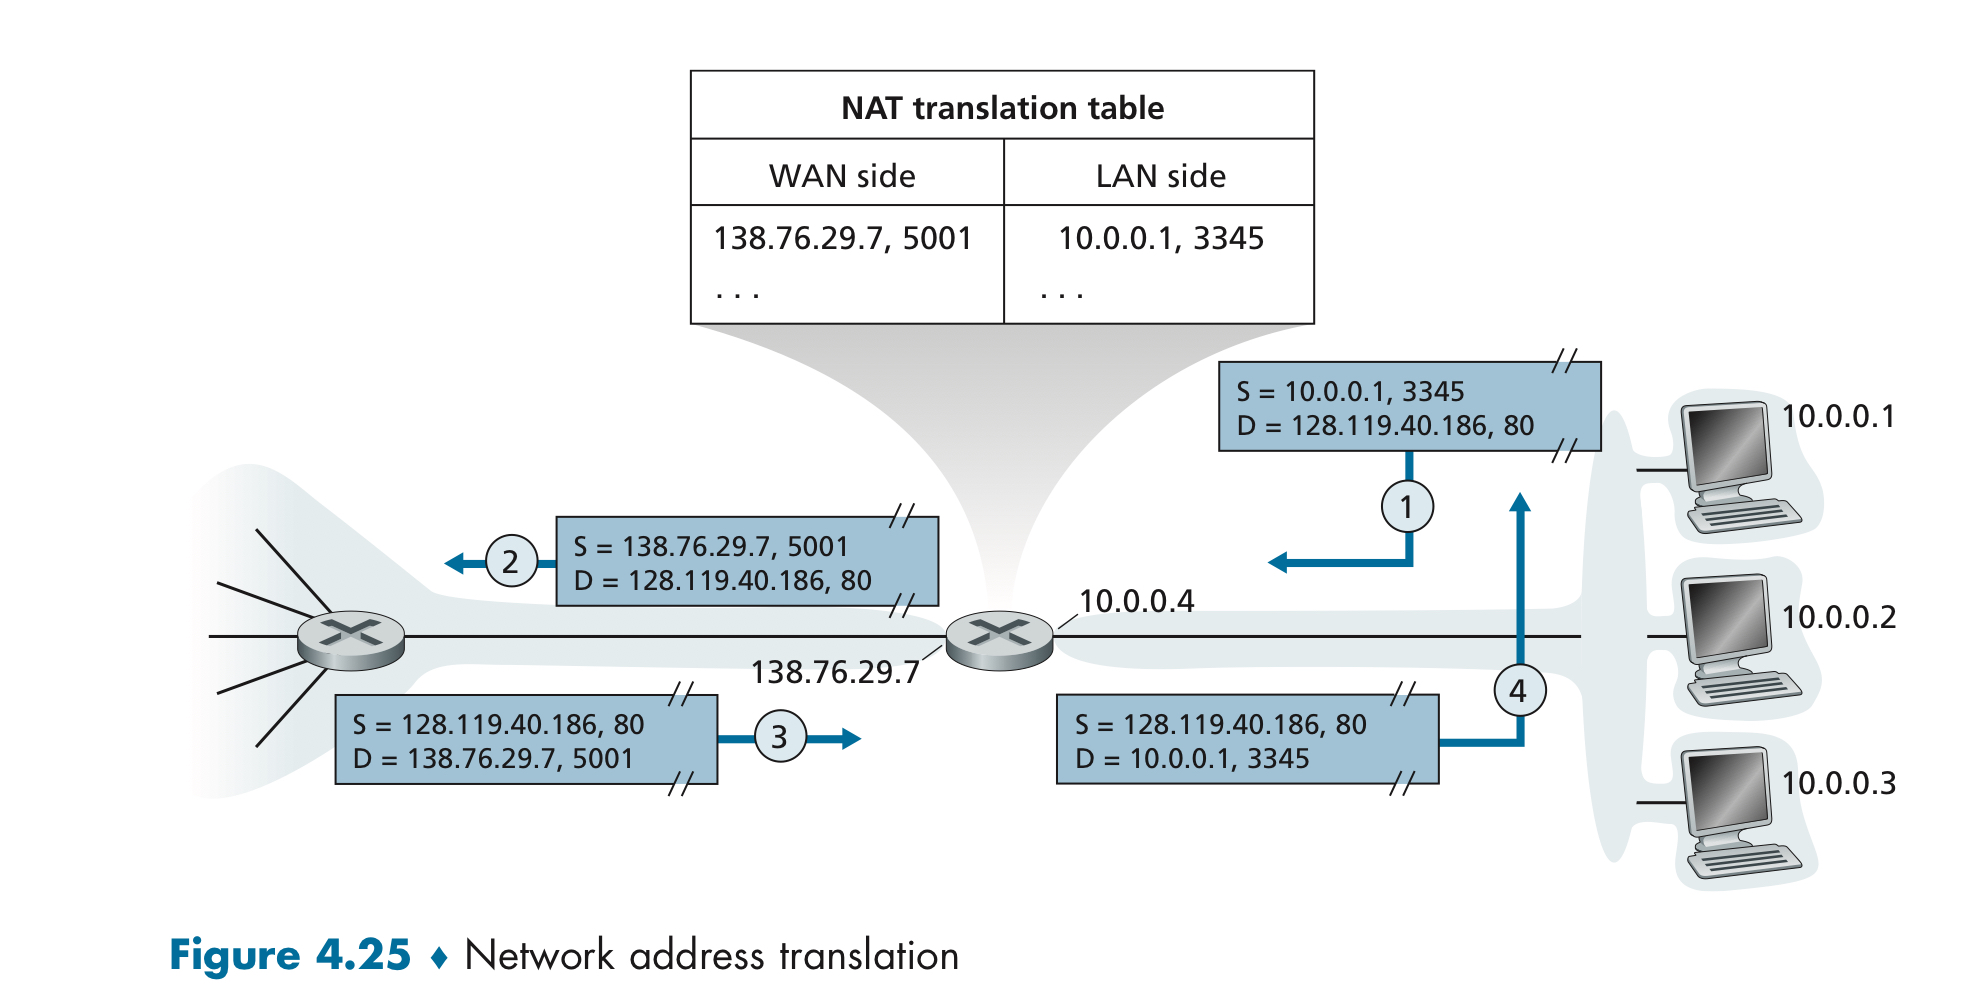 NAT translation table
WAN side LAN side
138.76.29.7, 5001 10.0.0.1, 3345
. . . . . .
S = 10.0.0.1, 3345
D = 128.119.40.186, 80
1
10.0.0.1
2
S = 138.76.29.7, 5001
D = 128.119.40.186, 80
10.0.0.4
10.0.0.2
138.76.29.7
S = 128.119.40.186, 80
D = 138.76.29.7, 5001
3
S = 128.119.40.186, 80
D = 10.0.0.1, 3345
4
10.0.0.3
Figure 4.25 ♦ Network address translation